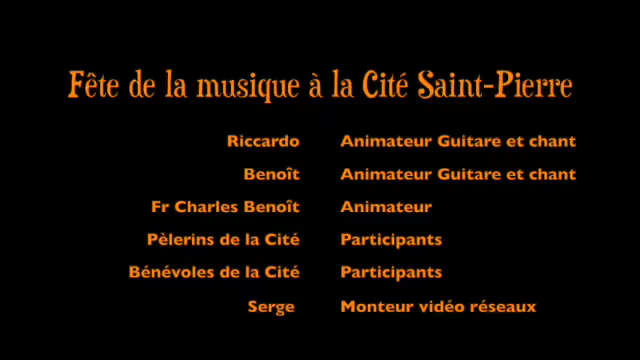 Fête de la musique à la Cité Saint-Pierre
Riccardo Animateur Guitare et chant
Benoît Animateur Guitare et chant
Fr Charles Benoît Animateur
Pèlerins de la Cité Participants
Bénévoles de la Cité Participants
Serge Monteur vidéo réseaux